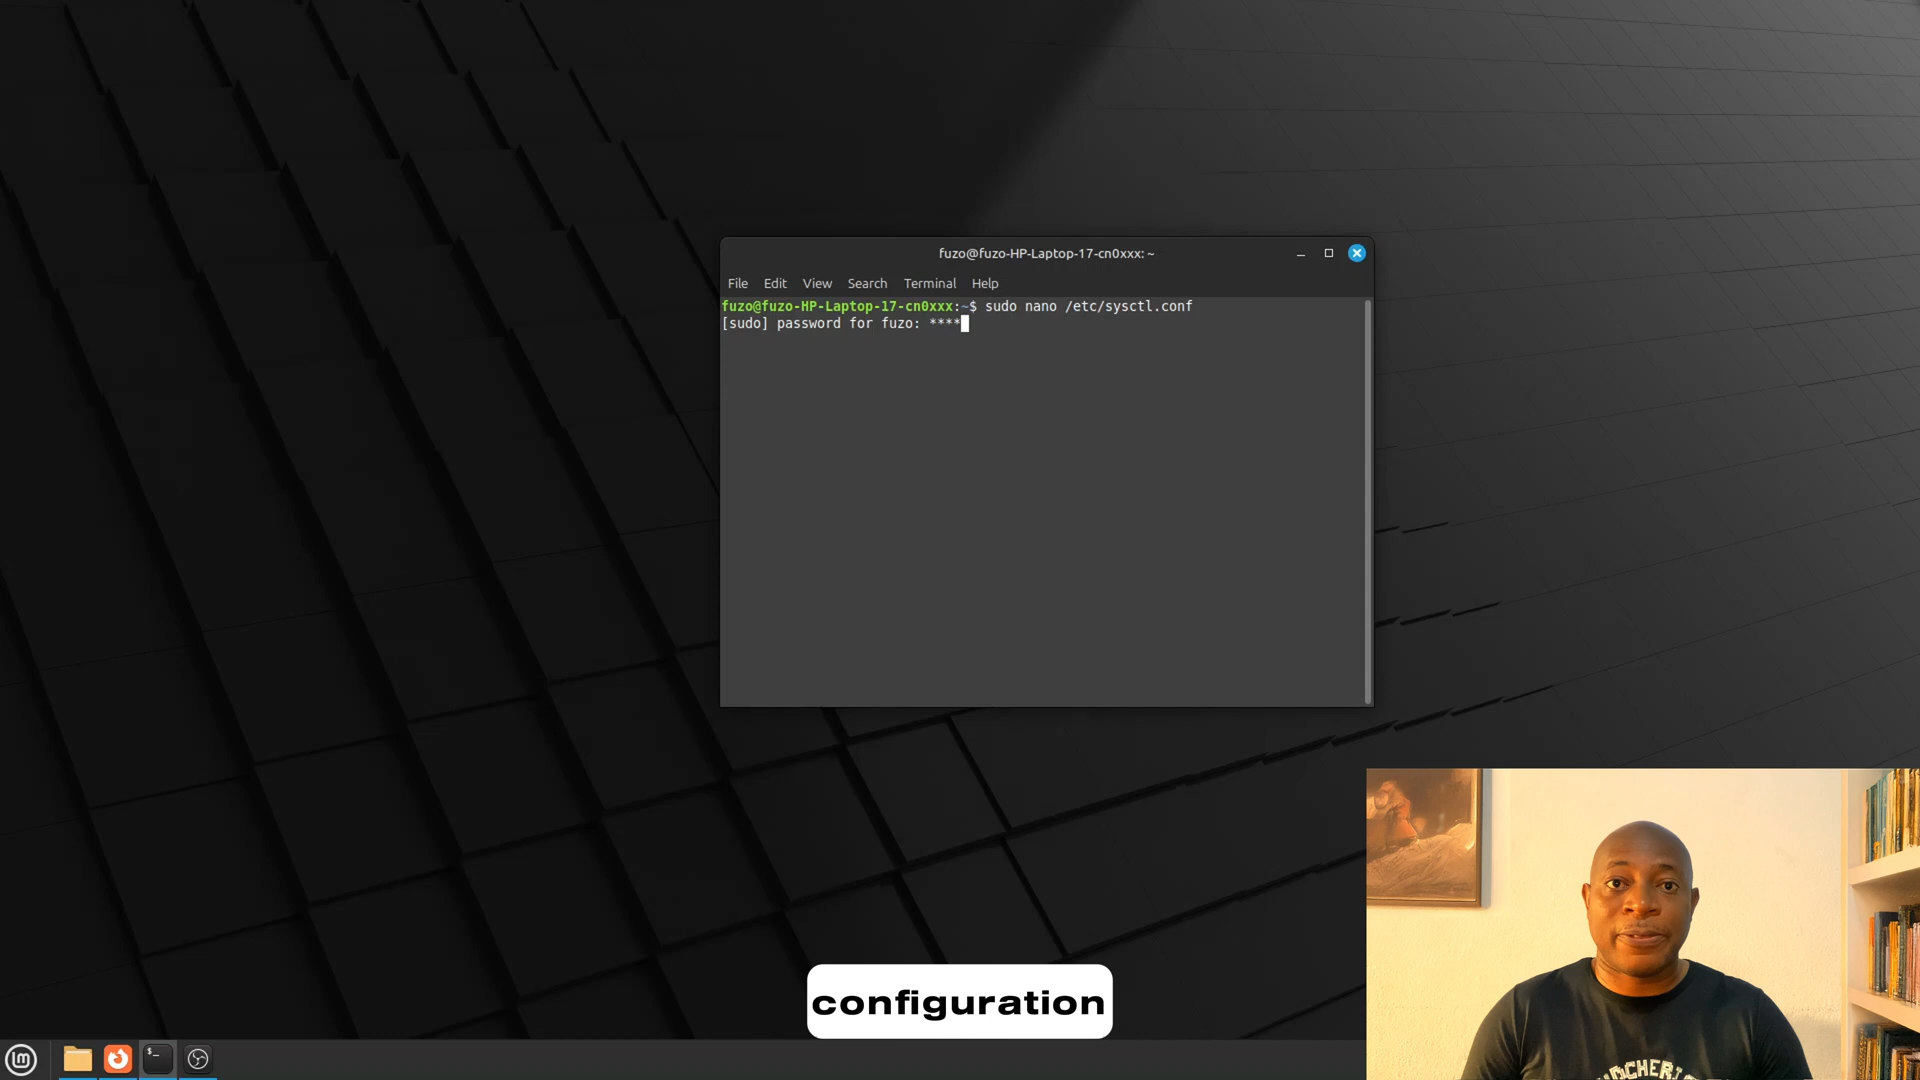 fuzo@fuzo-HP-Laptop-17-cn0xxx: ~
File Edit View Search Terminal Help
fuzo@fuzo-HP-Laptop-17-cn0xxx:~$ sudo nano /etc/sysctl.conf
[sudo] password for fuzo: ****
configuration
$_